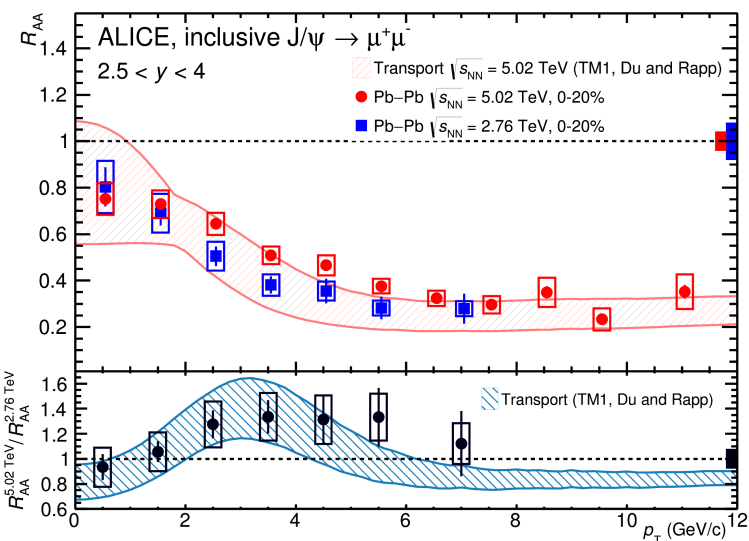 R_AA
ALICE, inclusive J/ψ → μ⁺μ⁻
2.5 < y < 4
Transport √s_NN = 5.02 TeV (TM1, Du and Rapp)
Pb−Pb √s_NN = 5.02 TeV, 0-20%
Pb−Pb √s_NN = 2.76 TeV, 0-20%
1.4
1.2
1
0.8
0.6
0.4
0.2
R_AA^5.02 TeV/R_AA^2.76 TeV
Transport (TM1, Du and Rapp)
1.6
1.4
1.2
1
0.8
0.6
0 2 4 6 8 10 12
p_T (GeV/c)